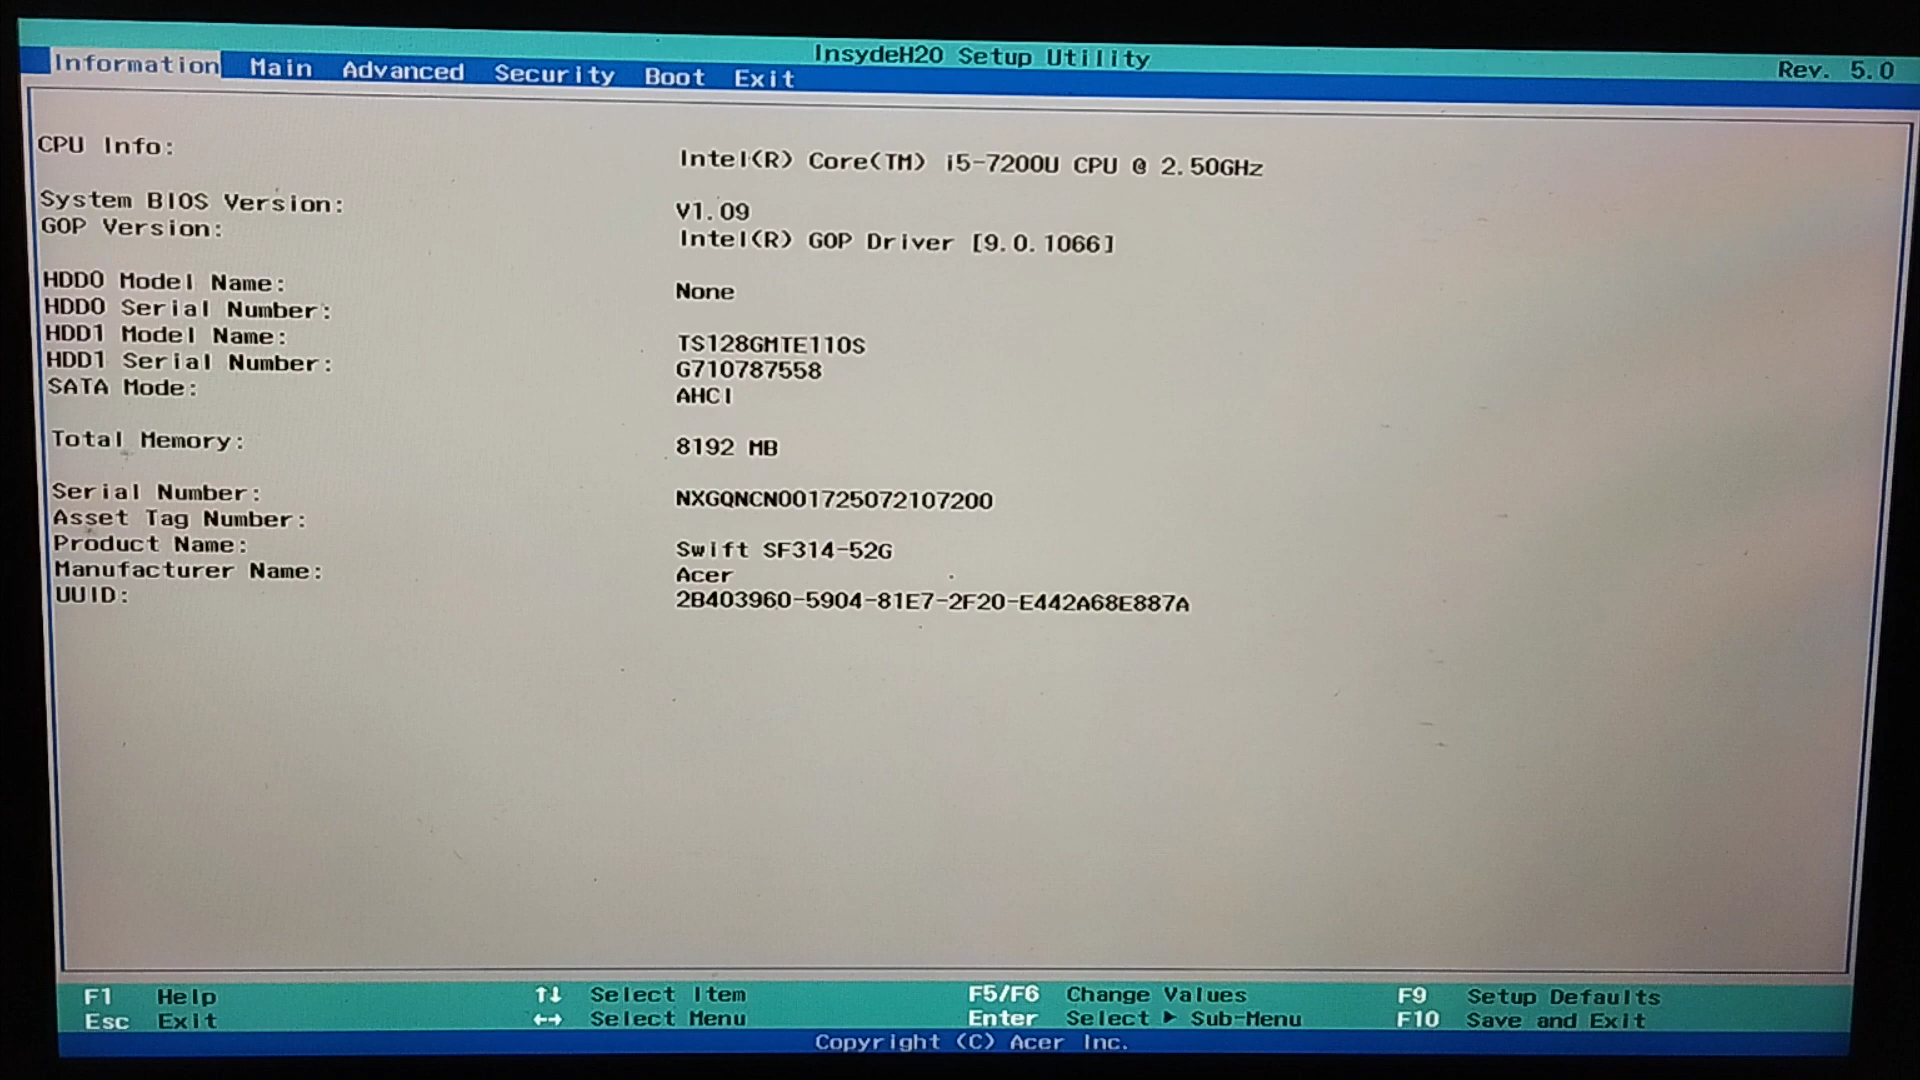 InsydeH20 Setup Utility
Rev. 5.0
Information Main Advanced Security Boot Exit
CPU Info: Intel(R) Core(TM) i5-7200U CPU @ 2.50GHz
System BIOS Version: V1.09
GOP Version: Intel(R) GOP Driver [9.0.1066]
HDD0 Model Name: None
HDD0 Serial Number:
HDD1 Model Name: TS128GMTE110S
HDD1 Serial Number: G710787558
SATA Mode: AHCI
Total Memory: 8192 MB
Serial Number: NXGQNCN001725072107200
Asset Tag Number:
Product Name: Swift SF314-52G
Manufacturer Name: Acer
UUID: 2B403960-5904-81E7-2F20-E442A68E887A
F1 Help ↑↓ Select Item F5/F6 Change Values F9 Setup Defaults
Esc Exit ←→ Select Menu Enter Select ▶ Sub-Menu F10 Save and Exit
Copyright (C) Acer Inc.